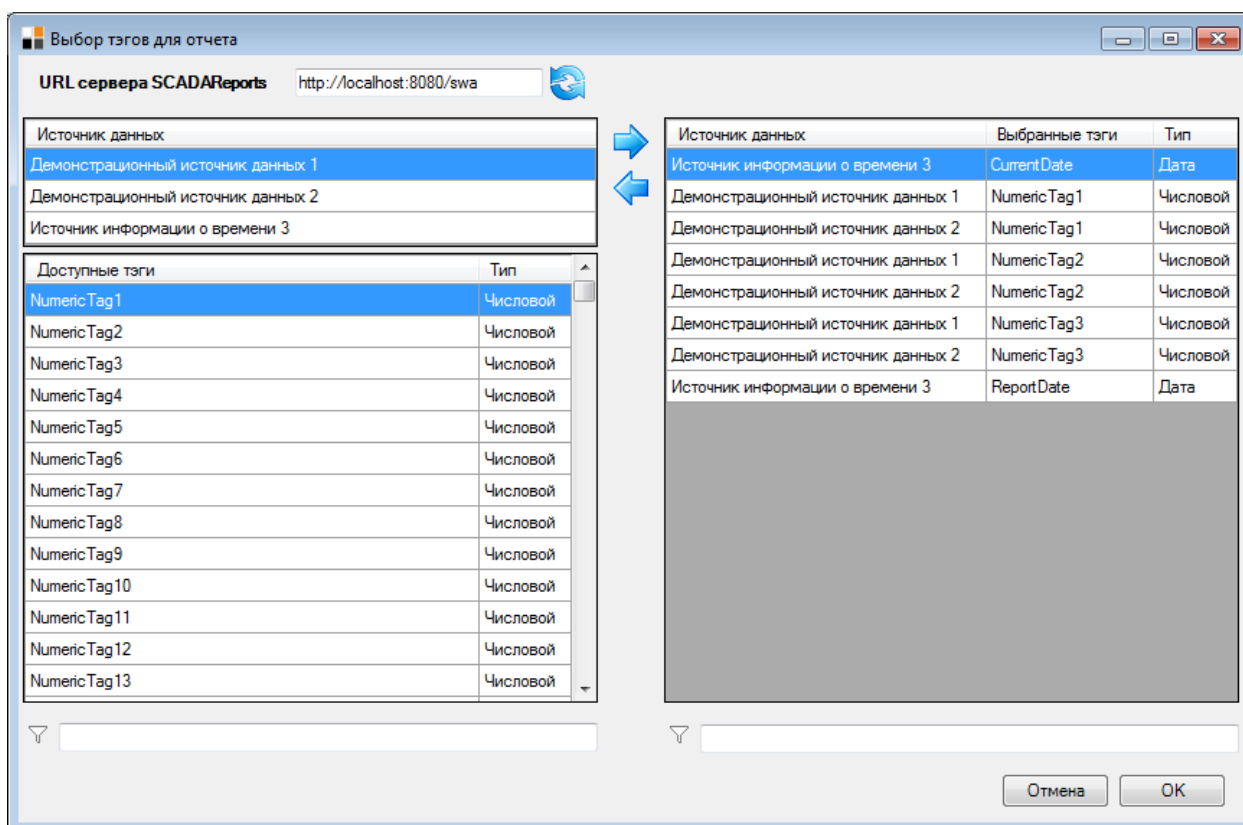 Выбор тэгов для отчета
URL сервера SCADAReports http://localhost:8080/swa
Источник данных
Демонстрационный источник данных 1
Демонстрационный источник данных 2
Источник информации о времени 3
Доступные тэги Тип
NumericTag1 Числовой
NumericTag2 Числовой
NumericTag3 Числовой
NumericTag4 Числовой
NumericTag5 Числовой
NumericTag6 Числовой
NumericTag7 Числовой
NumericTag8 Числовой
NumericTag9 Числовой
NumericTag10 Числовой
NumericTag11 Числовой
NumericTag12 Числовой
NumericTag13 Числовой
Источник данных Выбранные тэги Тип
Источник информации о времени 3 CurrentDate Дата
Демонстрационный источник данных 1 NumericTag1 Числовой
Демонстрационный источник данных 2 NumericTag1 Числовой
Демонстрационный источник данных 1 NumericTag2 Числовой
Демонстрационный источник данных 2 NumericTag2 Числовой
Демонстрационный источник данных 1 NumericTag3 Числовой
Демонстрационный источник данных 2 NumericTag3 Числовой
Источник информации о времени 3 ReportDate Дата
Отмена OK